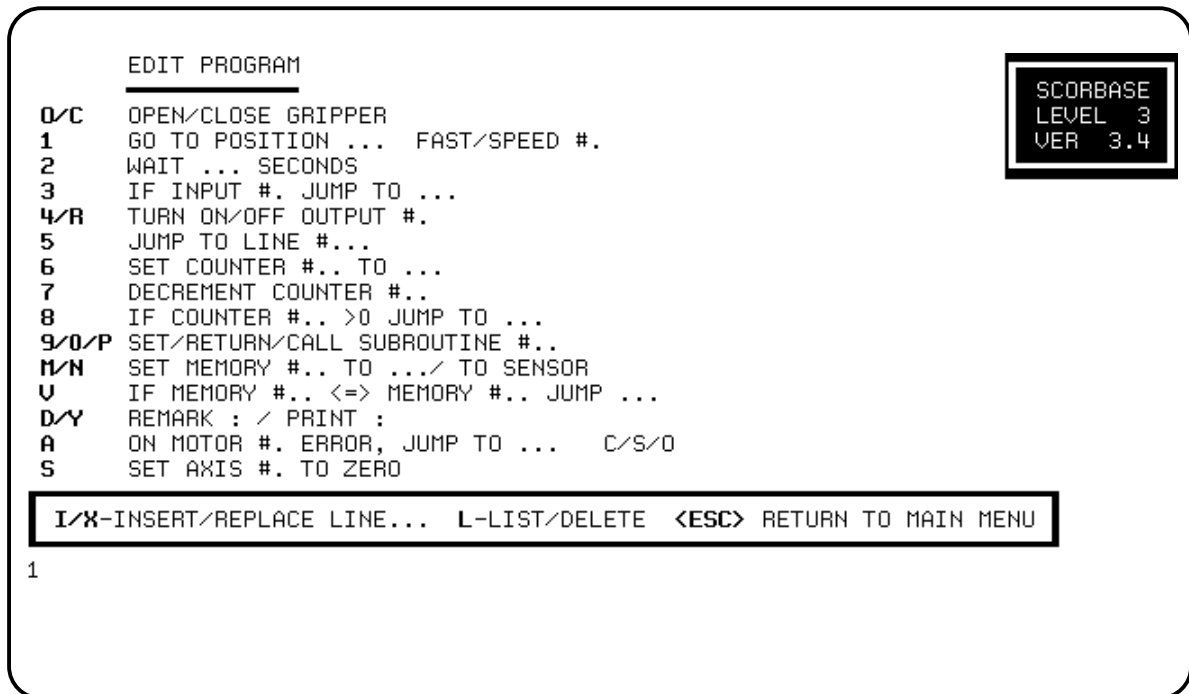 EDIT PROGRAM
SCORBASE
LEVEL 3
VER 3.4
O/C OPEN/CLOSE GRIPPER
1 GO TO POSITION ... FAST/SPEED #.
2 WAIT ... SECONDS
3 IF INPUT #. JUMP TO ...
4/R TURN ON/OFF OUTPUT #.
5 JUMP TO LINE #...
6 SET COUNTER #.. TO ...
7 DECREMENT COUNTER #..
8 IF COUNTER #.. >0 JUMP TO ...
9/0/P SET/RETURN/CALL SUBROUTINE #..
M/N SET MEMORY #.. TO .../ TO SENSOR
V IF MEMORY #.. <=> MEMORY #.. JUMP ...
D/Y REMARK : / PRINT :
A ON MOTOR #. ERROR, JUMP TO ... C/S/O
S SET AXIS #. TO ZERO
I/X-INSERT/REPLACE LINE... L-LIST/DELETE <ESC> RETURN TO MAIN MENU
1